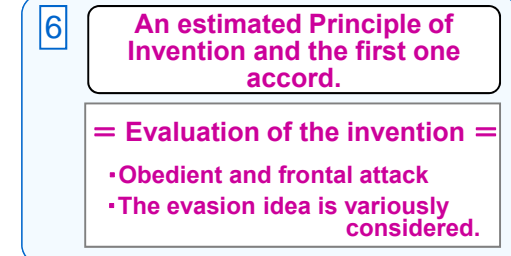 6
An estimated Principle of
Invention and the first one
accord.
＝ Evaluation of the invention ＝
･Obedient and frontal attack
･The evasion idea is variously
considered.